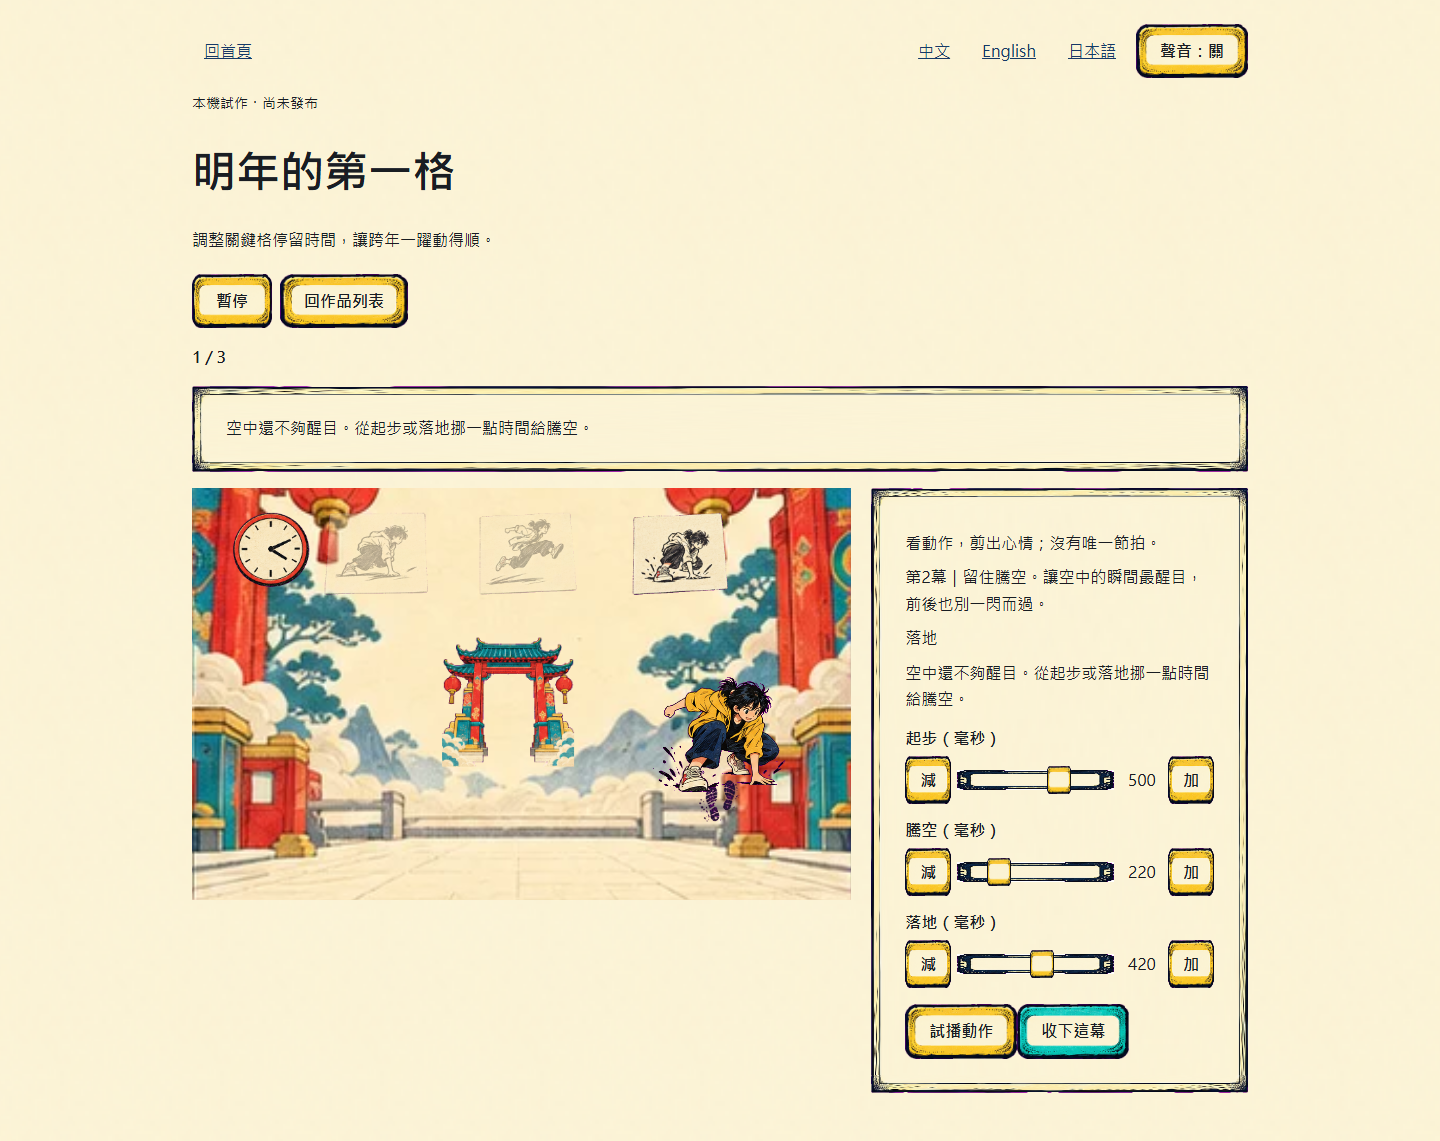 回首頁
中文
English
日本語
聲音：關
本機試作・尚未發布
明年的第一格
調整關鍵格停留時間，讓跨年一躍動得順。
暫停
回作品列表
1 / 3
空中還不夠醒目。從起步或落地挪一點時間給騰空。
看動作，剪出心情；沒有唯一節拍。
第2幕｜留住騰空。讓空中的瞬間最醒目，
前後也別一閃而過。
落地
空中還不夠醒目。從起步或落地挪一點時間
給騰空。
起步（毫秒）
減
500
加
騰空（毫秒）
減
220
加
落地（毫秒）
減
420
加
試播動作
收下這幕